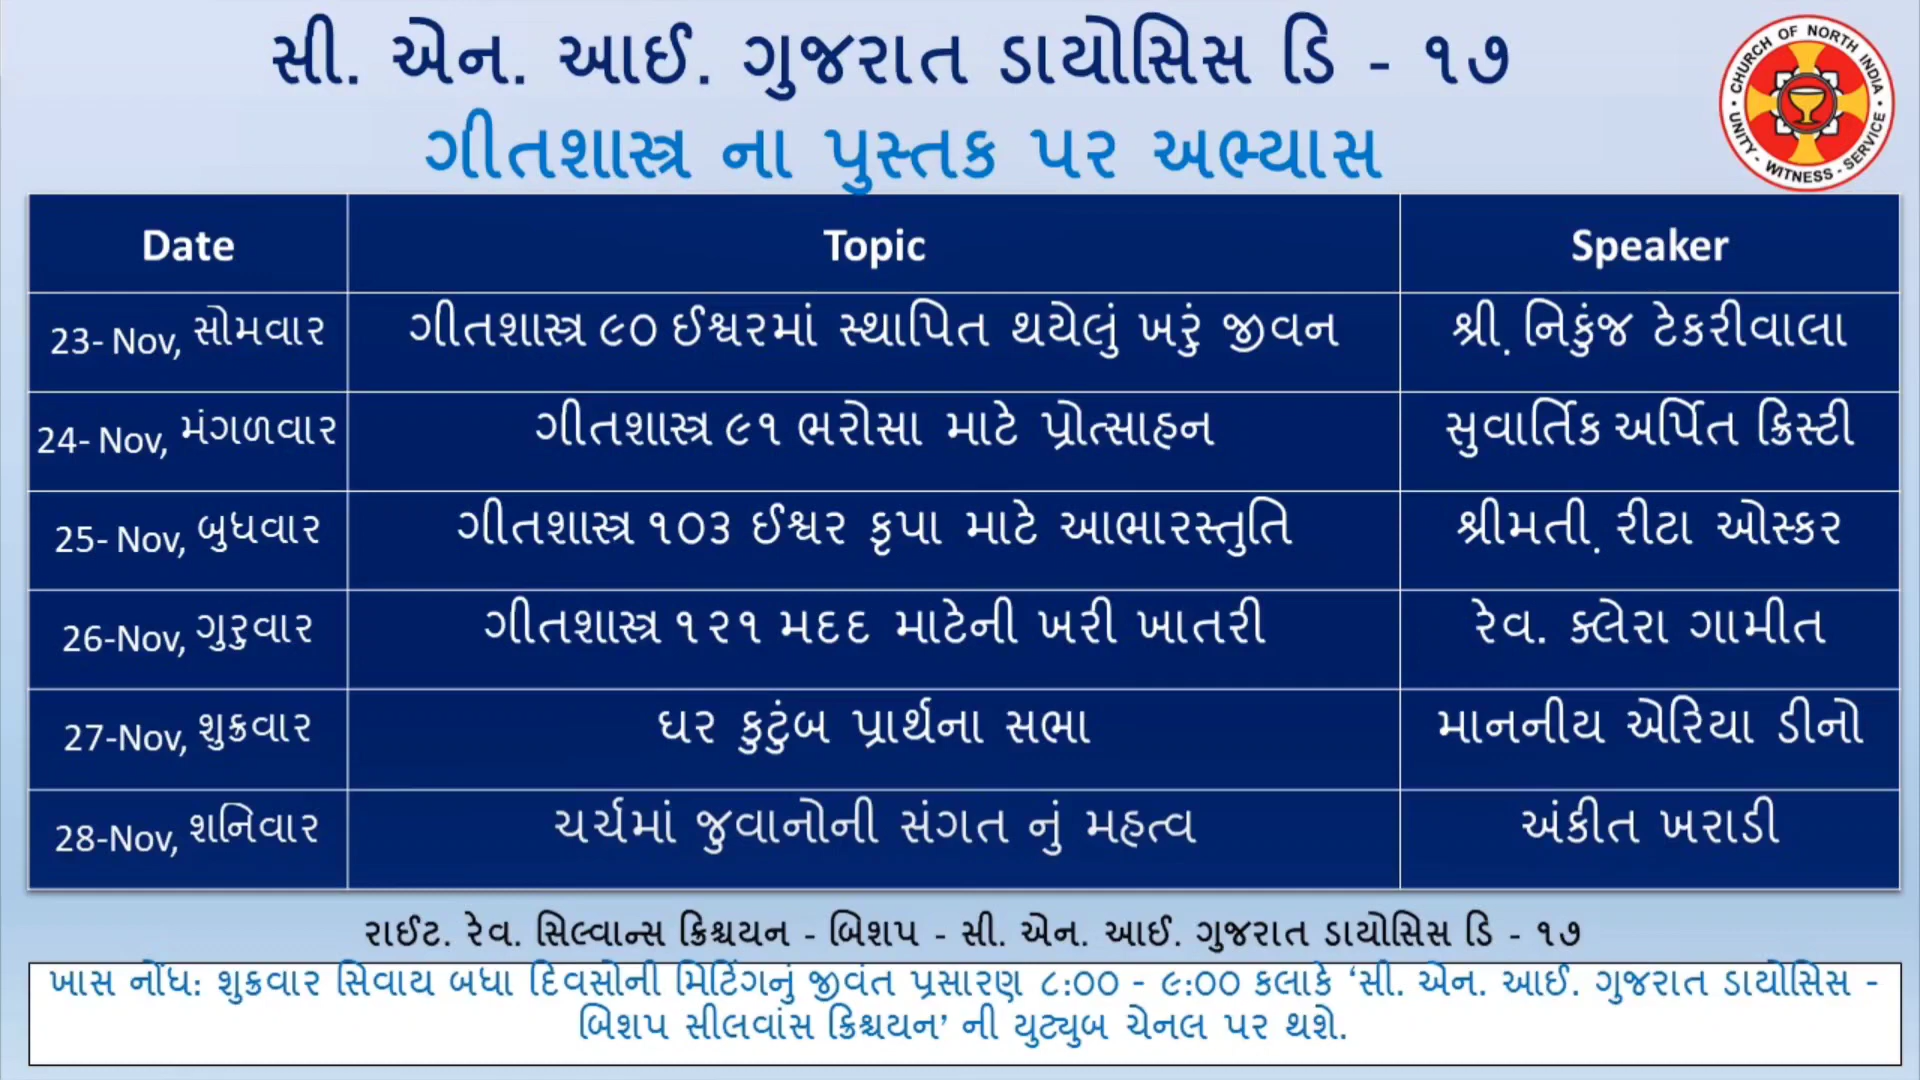 સી. એન. આઈ. ગુજરાત ડાયોસિસ ડિ - ૧૭
ગીતશાસ્ત્ર ના પુસ્તક પર અભ્યાસ
CHURCH OF NORTH INDIA
UNITY - WITNESS - SERVICE
Date Topic Speaker
23- Nov, સોમવાર ગીતશાસ્ત્ર ૯૦ ઈશ્વરમાં સ્થાપિત થયેલું ખરું જીવન શ્રી. નિકુંજ ટેકરીવાલા
24- Nov, મંગળવાર ગીતશાસ્ત્ર ૯૧ ભરોસા માટે પ્રોત્સાહન સુવાર્તિક અર્પિત ક્રિસ્ટી
25- Nov, બુધવાર ગીતશાસ્ત્ર ૧૦૩ ઈશ્વર કૃપા માટે આભારસ્તુતિ શ્રીમતી. રીટા ઓસ્કર
26-Nov, ગુરુવાર ગીતશાસ્ત્ર ૧૨૧ મદદ માટેની ખરી ખાતરી રેવ. ક્લેરા ગામીત
27-Nov, શુક્રવાર ઘર કુટુંબ પ્રાર્થના સભા માનનીય એરિયા ડીનો
28-Nov, શનિવાર ચર્ચમાં જુવાનોની સંગત નું મહત્વ અંકીત ખરાડી
રાઈટ. રેવ. સિલ્વાન્સ ક્રિશ્ચયન - બિશપ - સી. એન. આઈ. ગુજરાત ડાયોસિસ ડિ - ૧૭
ખાસ નોંધ: શુક્રવાર સિવાય બધા દિવસોની મિટિંગનું જીવંત પ્રસારણ ૮:૦૦ - ૯:૦૦ કલાકે ‘સી. એન. આઈ. ગુજરાત ડાયોસિસ -
બિશપ સીલવાંસ ક્રિશ્ચયન’ ની યુટ્યુબ ચેનલ પર થશે.